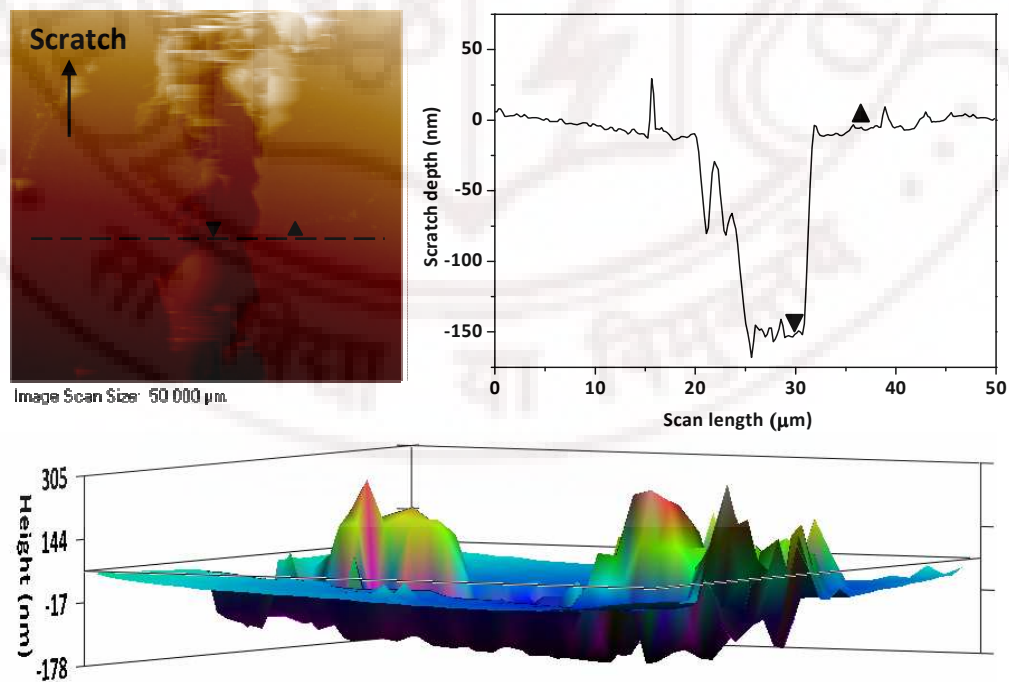 Scratch
Image Scan Size: 50.000 μm
50
0
-50
-100
-150
Scratch depth (nm)
0 10 20 30 40 50
Scan length (μm)
305
144
-17
-178
Height (nm)